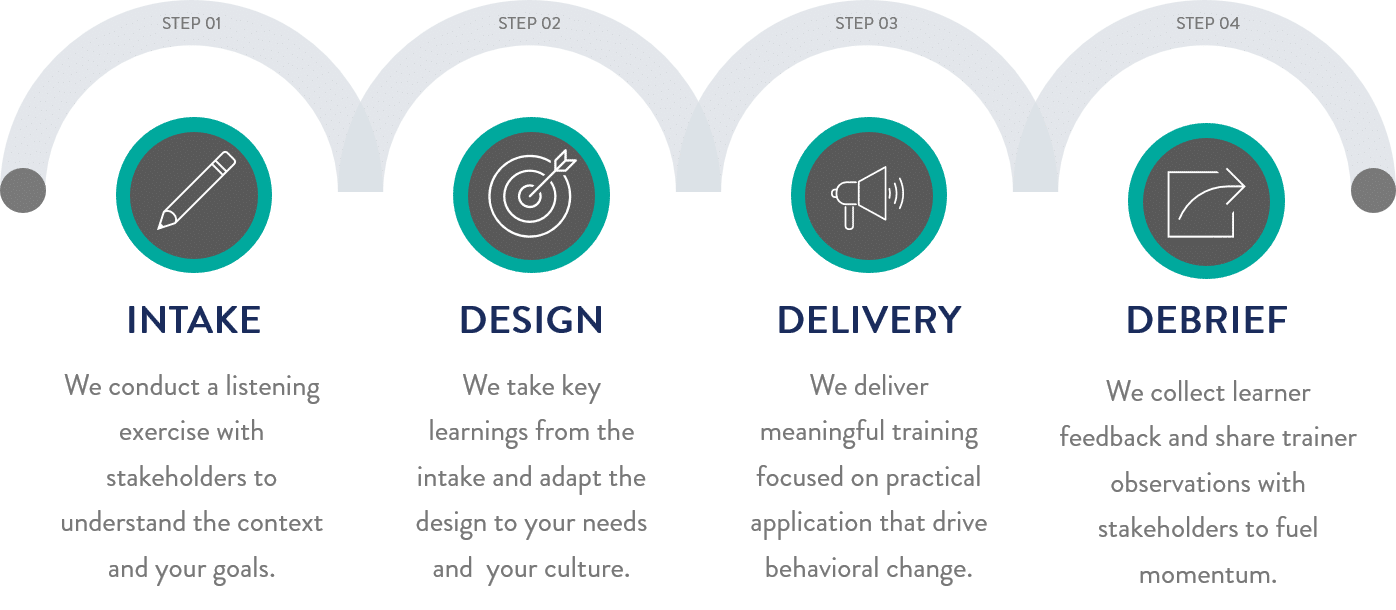 STEP 01
INTAKE
We conduct a listening
exercise with
stakeholders to
understand the context
and your goals.
STEP 02
DESIGN
We take key
learnings from the
intake and adapt the
design to your needs
and  your culture.
STEP 03
DELIVERY
We deliver
meaningful training
focused on practical
application that drive
behavioral change.
STEP 04
DEBRIEF
We collect learner
feedback and share trainer
observations with
stakeholders to fuel
momentum.